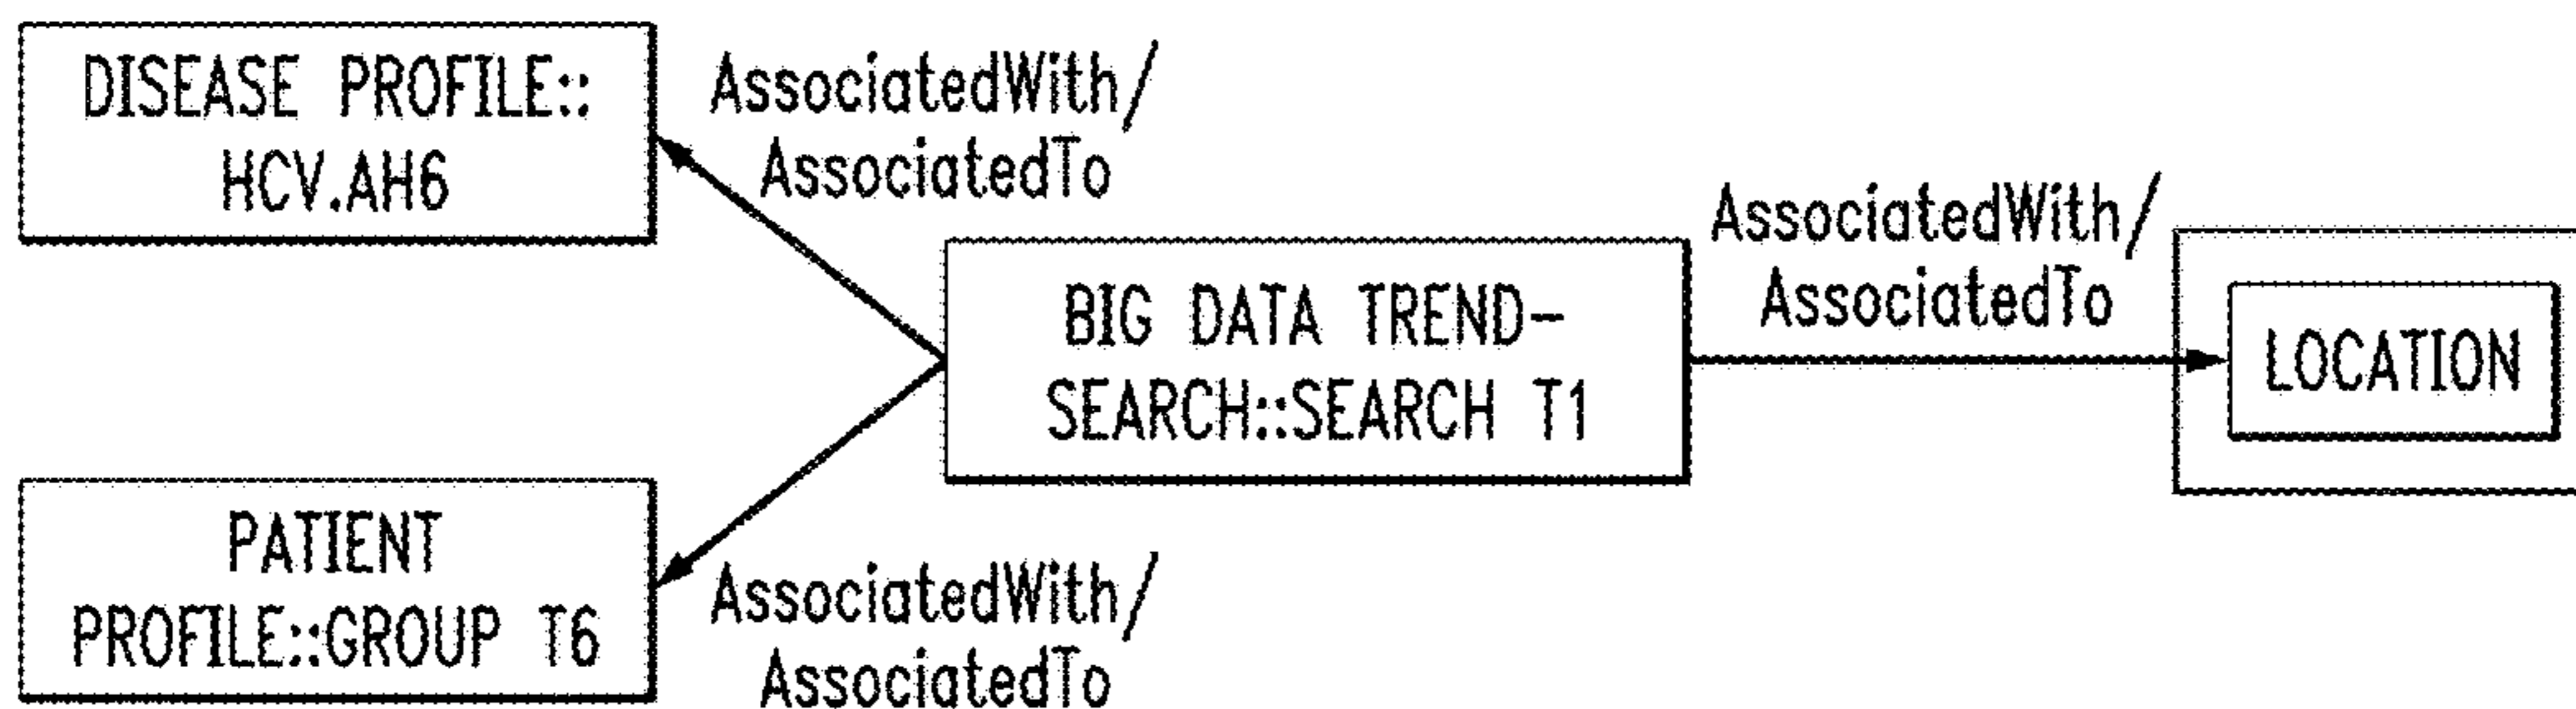 DISEASE PROFILE::
HCV.AH6
AssociatedWith/
AssociatedTo
BIG DATA TREND-
SEARCH::SEARCH T1
AssociatedWith/
AssociatedTo
LOCATION
PATIENT
PROFILE::GROUP T6
AssociatedWith/
AssociatedTo